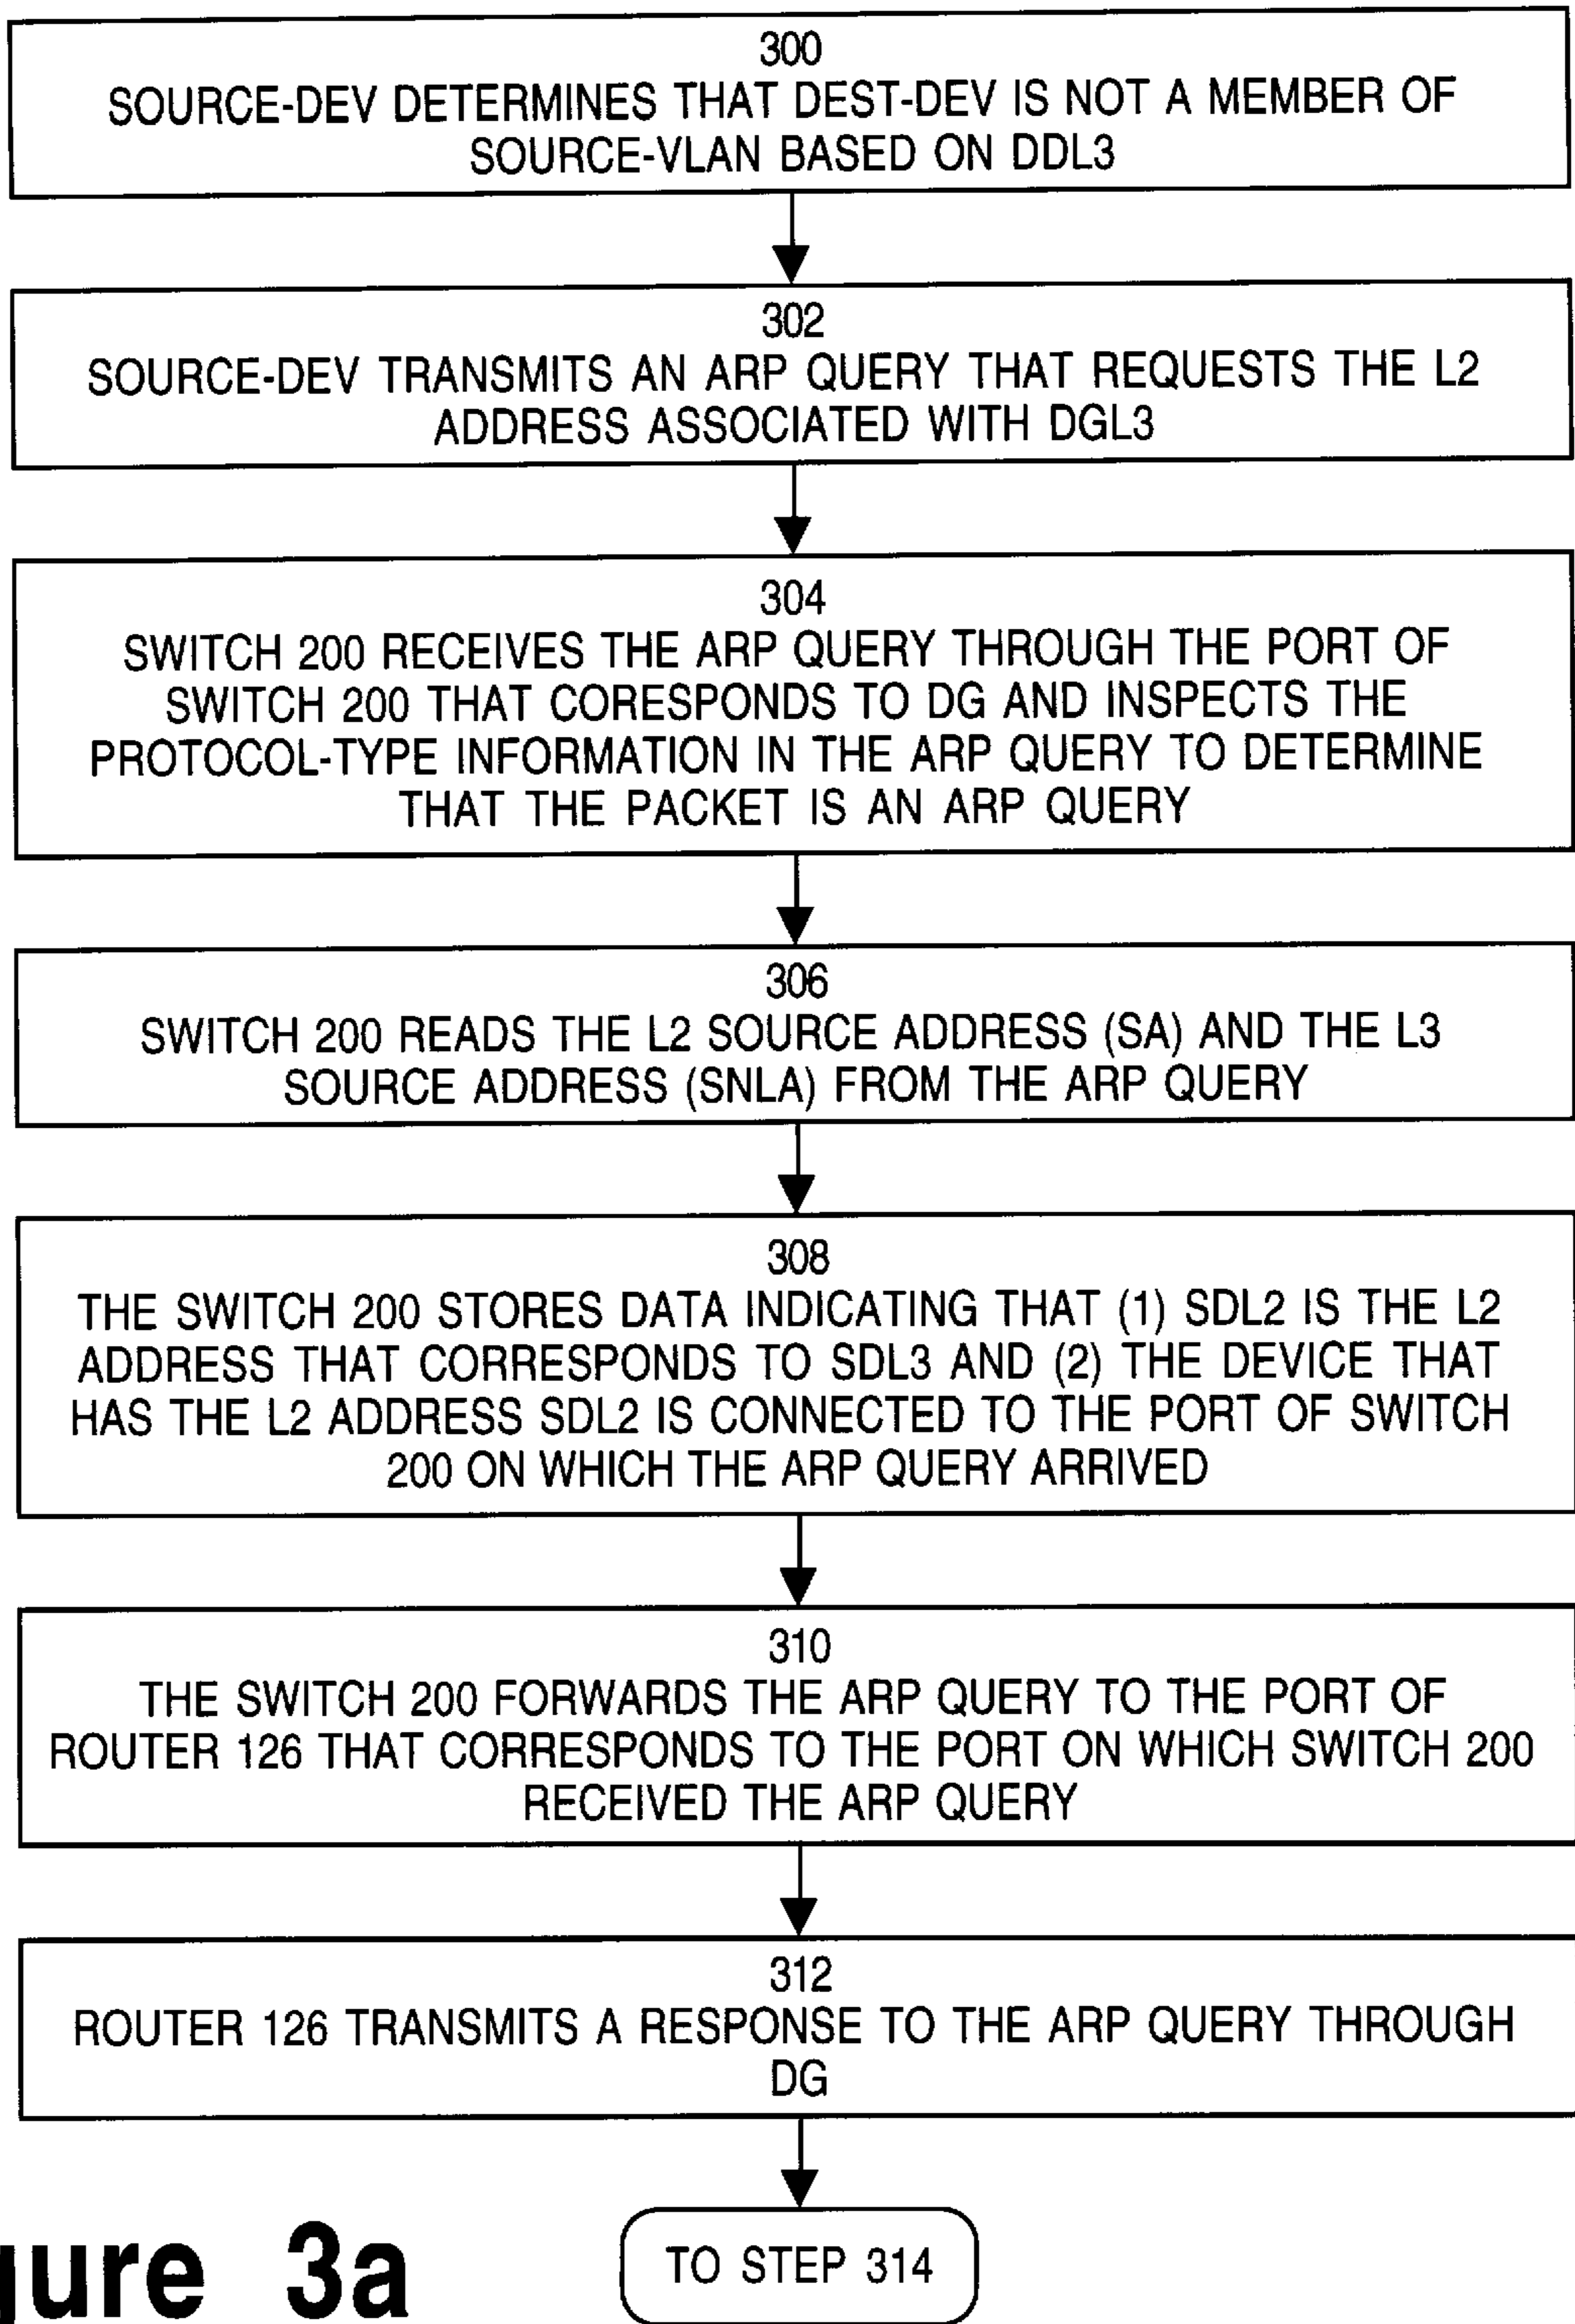 300
SOURCE-DEV DETERMINES THAT DEST-DEV IS NOT A MEMBER OF
SOURCE-VLAN BASED ON DDL3
302
SOURCE-DEV TRANSMITS AN ARP QUERY THAT REQUESTS THE L2
ADDRESS ASSOCIATED WITH DGL3
304
SWITCH 200 RECEIVES THE ARP QUERY THROUGH THE PORT OF
SWITCH 200 THAT CORESPONDS TO DG AND INSPECTS THE
PROTOCOL-TYPE INFORMATION IN THE ARP QUERY TO DETERMINE
THAT THE PACKET IS AN ARP QUERY
306
SWITCH 200 READS THE L2 SOURCE ADDRESS (SA) AND THE L3
SOURCE ADDRESS (SNLA) FROM THE ARP QUERY
308
THE SWITCH 200 STORES DATA INDICATING THAT (1) SDL2 IS THE L2
ADDRESS THAT CORRESPONDS TO SDL3 AND (2) THE DEVICE THAT
HAS THE L2 ADDRESS SDL2 IS CONNECTED TO THE PORT OF SWITCH
200 ON WHICH THE ARP QUERY ARRIVED
310
THE SWITCH 200 FORWARDS THE ARP QUERY TO THE PORT OF
ROUTER 126 THAT CORRESPONDS TO THE PORT ON WHICH SWITCH 200
RECEIVED THE ARP QUERY
312
ROUTER 126 TRANSMITS A RESPONSE TO THE ARP QUERY THROUGH
DG
TO STEP 314
gure 3a